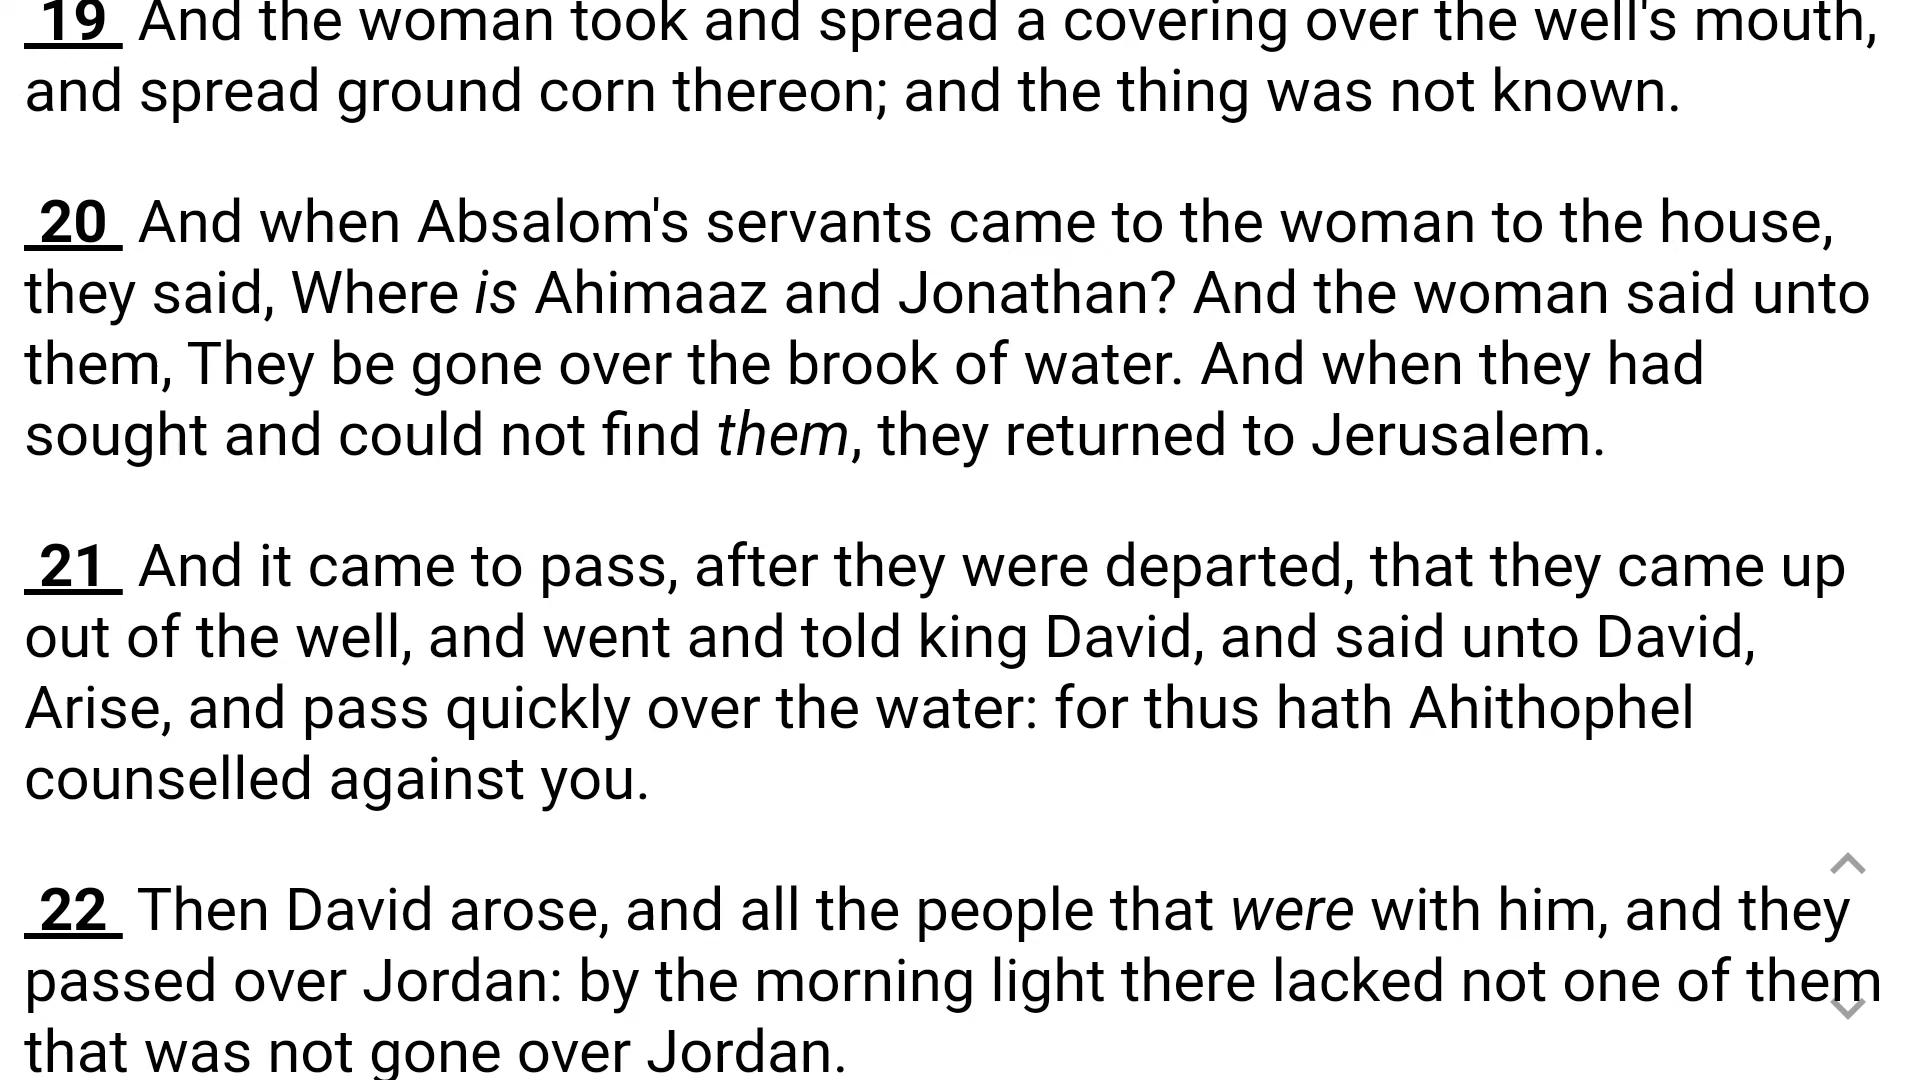 19 And the woman took and spread a covering over the well's mouth,
and spread ground corn thereon; and the thing was not known.
20 And when Absalom's servants came to the woman to the house,
they said, Where is Ahimaaz and Jonathan? And the woman said unto
them, They be gone over the brook of water. And when they had
sought and could not find them, they returned to Jerusalem.
21 And it came to pass, after they were departed, that they came up
out of the well, and went and told king David, and said unto David,
Arise, and pass quickly over the water: for thus hath Ahithophel
counselled against you.
22 Then David arose, and all the people that were with him, and they
passed over Jordan: by the morning light there lacked not one of them
that was not gone over Jordan.